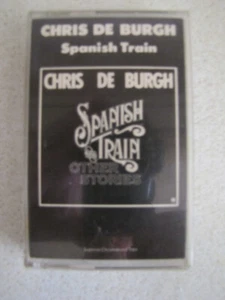 CHRIS DE BURGH
Spanish Train
CHRIS DE BURGH
SPANISH
TRAIN
OTHER
STORIES